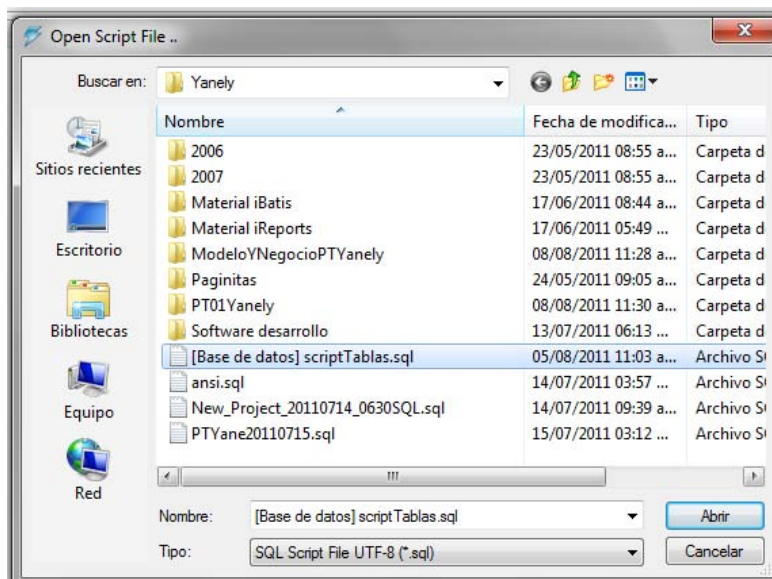 Open Script File ..
Buscar en: Yanely
Nombre Fecha de modifica... Tipo
2006 23/05/2011 08:55 a... Carpeta d
2007 23/05/2011 08:55 a... Carpeta d
Material iBatis 17/06/2011 08:44 a... Carpeta d
Material iReports 17/06/2011 05:49 ... Carpeta d
ModeloYNegocioPTYanely 08/08/2011 11:28 a... Carpeta d
Paginitas 24/05/2011 09:05 a... Carpeta d
PT01Yanely 08/08/2011 11:30 a... Carpeta d
Software desarrollo 13/07/2011 06:13 ... Carpeta d
[Base de datos] scriptTablas.sql 05/08/2011 11:03 a... Archivo S
ansi.sql 14/07/2011 03:57 ... Archivo S
New_Project_20110714_0630SQL.sql 14/07/2011 09:39 a... Archivo S
PTYane20110715.sql 15/07/2011 03:12 ... Archivo S
Sitios recientes
Escritorio
Bibliotecas
Equipo
Red
Nombre: [Base de datos] scriptTablas.sql Abrir
Tipo: SQL Script File UTF-8 (*.sql) Cancelar